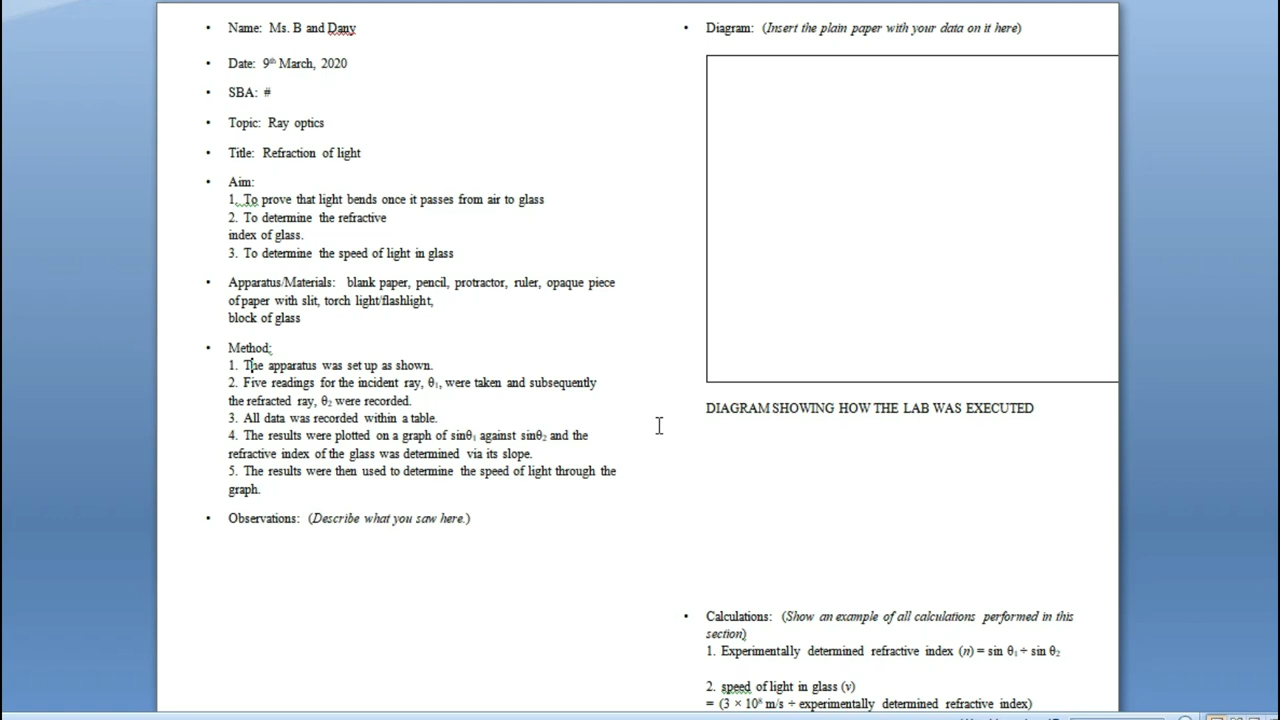 • Name: Ms. B and Dany
• Date: 9th March, 2020
• SBA: #
• Topic: Ray optics
• Title: Refraction of light
• Aim:
1. To prove that light bends once it passes from air to glass
2. To determine the refractive
index of glass.
3. To determine the speed of light in glass
• Apparatus/Materials: blank paper, pencil, protractor, ruler, opaque piece
of paper with slit, torch light/flashlight,
block of glass
• Method:
1. The apparatus was set up as shown.
2. Five readings for the incident ray, θ₁, were taken and subsequently
the refracted ray, θ₂ were recorded.
3. All data was recorded within a table.
4. The results were plotted on a graph of sinθ₁ against sinθ₂ and the
refractive index of the glass was determined via its slope.
5. The results were then used to determine the speed of light through the
graph.
• Observations: (Describe what you saw here.)
• Diagram: (Insert the plain paper with your data on it here)
DIAGRAM SHOWING HOW THE LAB WAS EXECUTED
• Calculations: (Show an example of all calculations performed in this
section)
1. Experimentally determined refractive index (n) = sin θ₁ ÷ sin θ₂
2. speed of light in glass (v)
= (3 × 10⁸ m/s ÷ experimentally determined refractive index)